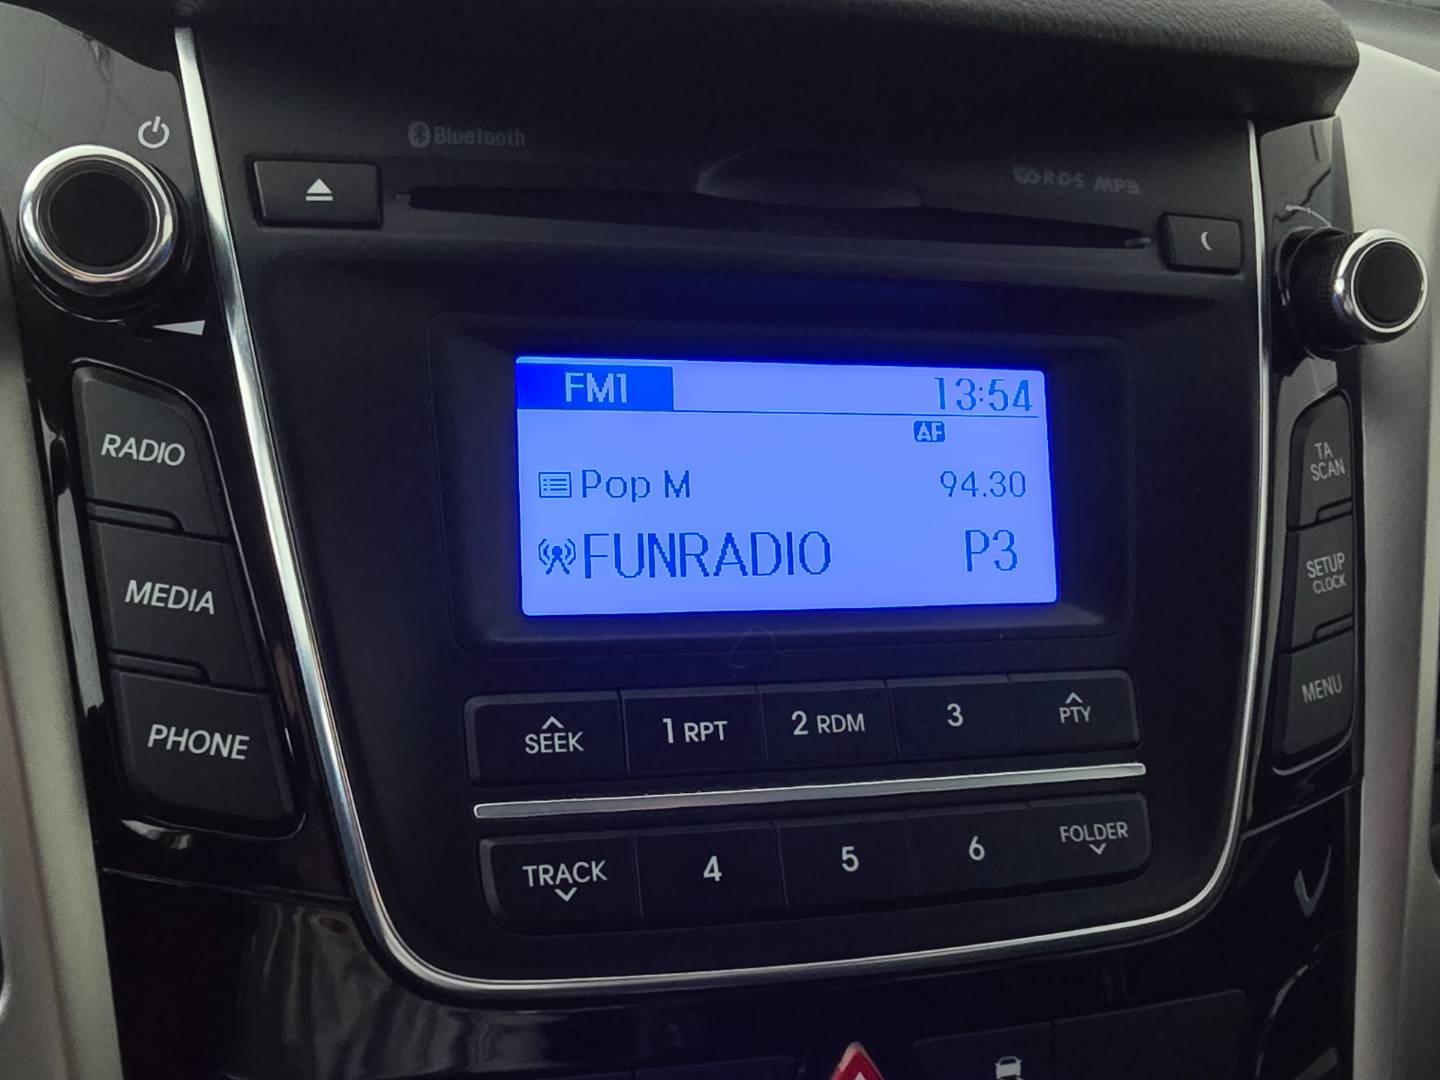 Bluetooth
R·D·S MP3
FM1 13:54
AF
Pop M 94.30
FUNRADIO P3
RADIO
MEDIA
PHONE
TA
SCAN
SETUP
CLOCK
MENU
SEEK 1 RPT 2 RDM 3 PTY
TRACK 4 5 6 FOLDER